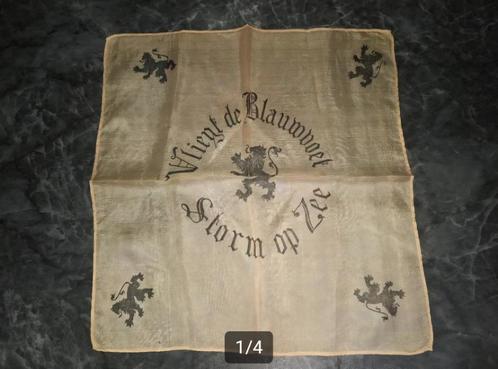 Vliegt de Blauwvoet
Storm op Zee
1/4